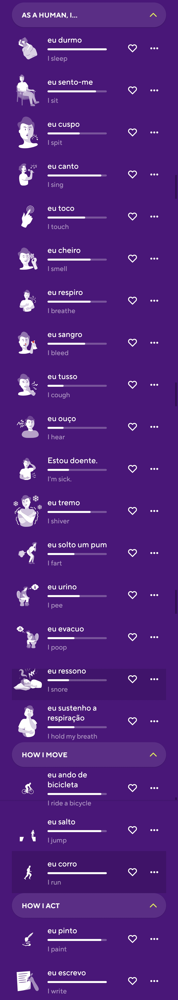 AS A HUMAN, I...
eu durmo
I sleep
eu sento-me
I sit
eu cuspo
I spit
eu canto
I sing
eu toco
I touch
eu cheiro
I smell
eu respiro
I breathe
eu sangro
I bleed
eu tusso
I cough
eu ouço
I hear
Estou doente.
I'm sick.
eu tremo
I shiver
eu solto um pum
I fart
eu urino
I pee
eu evacuo
I poop
eu ressono
I snore
eu sustenho a
respiração
I hold my breath
HOW I MOVE
eu ando de
bicicleta
I ride a bicycle
eu salto
I jump
eu corro
I run
HOW I ACT
eu pinto
I paint
eu escrevo
I write